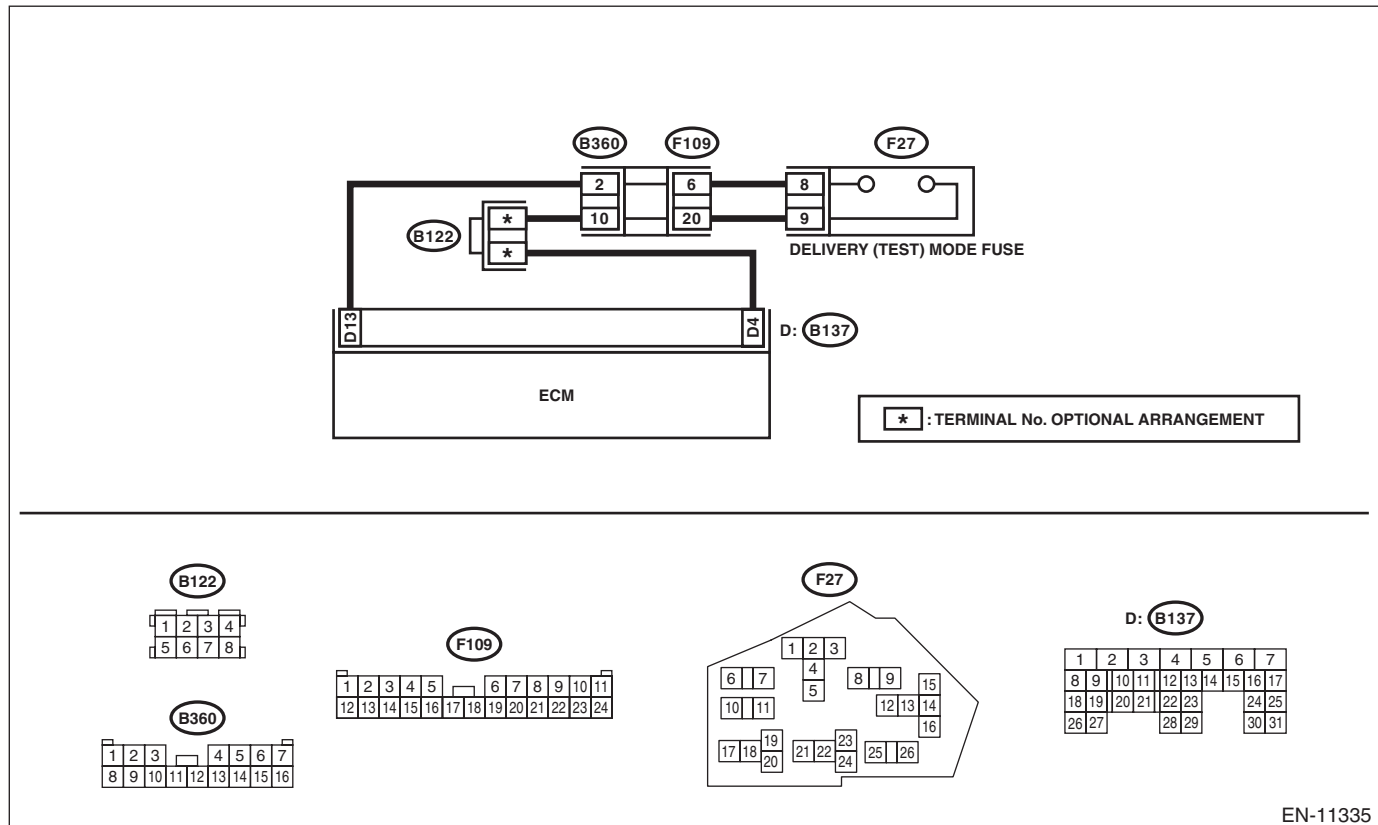 B360 F109 F27
2 6 8
10 20 9
B122
*
*
DELIVERY (TEST) MODE FUSE
D13 D4 D: B137
ECM
* : TERMINAL No. OPTIONAL ARRANGEMENT
B122
1 2 3 4
5 6 7 8
B360
1 2 3 4 5 6 7
8 9 10 11 12 13 14 15 16
F109
1 2 3 4 5 6 7 8 9 10 11
12 13 14 15 16 17 18 19 20 21 22 23 24
F27
1 2 3
4
5
6 7
8 9
10 11
15
12 13 14
16
17 18 19
20
21 22 23
24
25 26
D: B137
1 2 3 4 5 6 7
8 9 10 11 12 13 14 15 16 17
18 19 20 21 22 23 24 25
26 27 28 29 30 31
EN-11335